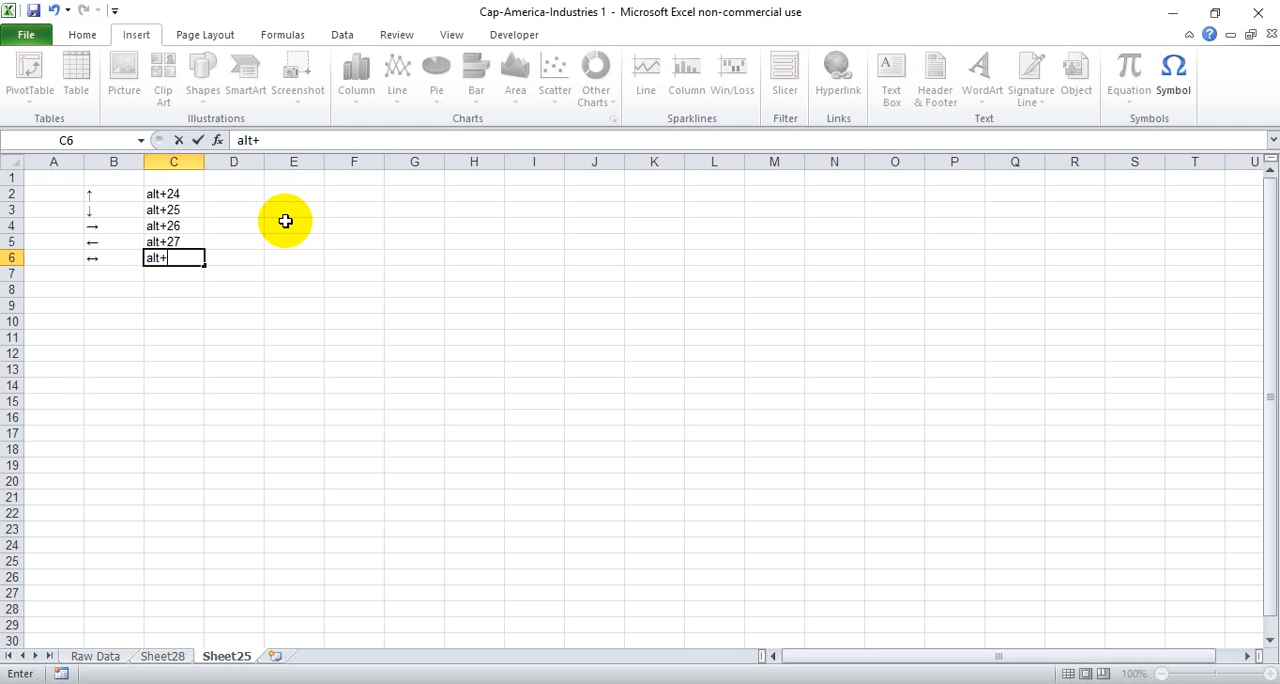 Cap-America-Industries 1 - Microsoft Excel non-commercial use
File Home Insert Page Layout Formulas Data Review View Developer
PivotTable Table Picture Clip Art Shapes SmartArt Screenshot Column Line Pie Bar Area Scatter Other Charts Line Column Win/Loss Slicer Hyperlink Text Box Header & Footer WordArt Signature Line Object Equation Symbol
Tables Illustrations Charts Sparklines Filter Links Text Symbols
C6 fx alt+
A B C D E F G H I J K L M N O P Q R S T U
1
2 ↑ alt+24
3 ↓ alt+25
4 → alt+26
5 ← alt+27
6 ↔ alt+
7
8
9
10
11
12
13
14
15
16
17
18
19
20
21
22
23
24
25
26
27
28
29
30
Raw Data Sheet28 Sheet25
Enter 100%